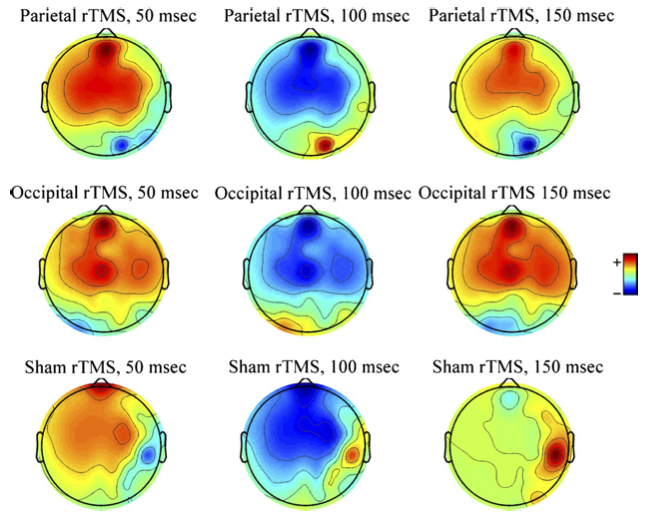 Parietal rTMS, 50 msec
Parietal rTMS, 100 msec
Parietal rTMS, 150 msec
Occipital rTMS, 50 msec
Occipital rTMS, 100 msec
Occipital rTMS 150 msec
+
−
Sham rTMS, 50 msec
Sham rTMS, 100 msec
Sham rTMS, 150 msec